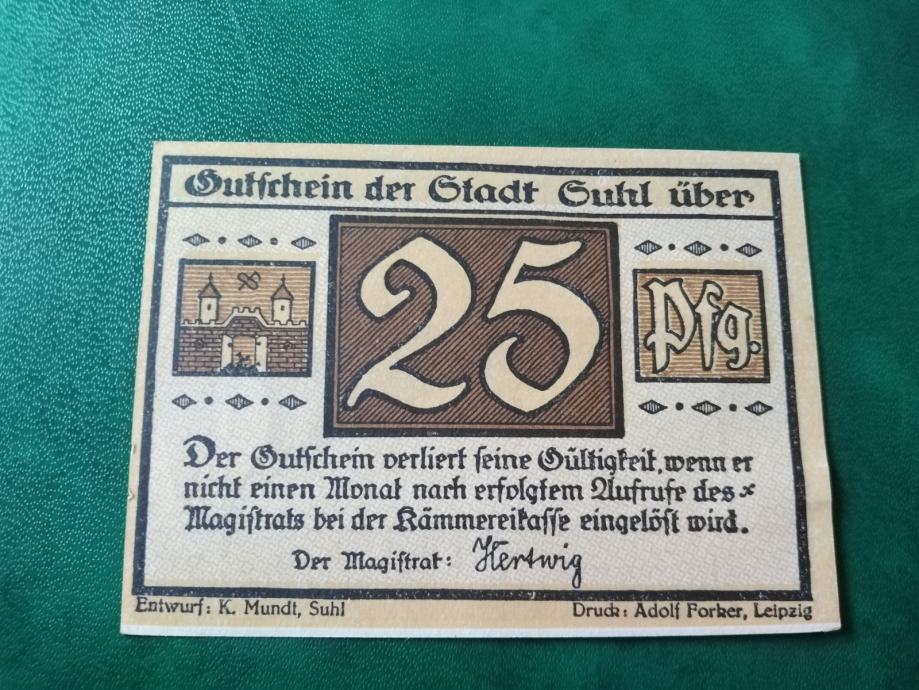 Gutschein der Stadt Suhl über
25
Pfg.
Der Gutschein verliert seine Gültigkeit, wenn er
nicht einen Monat nach erfolgtem Aufrufe des
Magistrats bei der Kämmereikasse eingelöst wird.
Der Magistrat: Hertwig
Entwurf: K. Mundt, Suhl
Druck: Adolf Forker, Leipzig